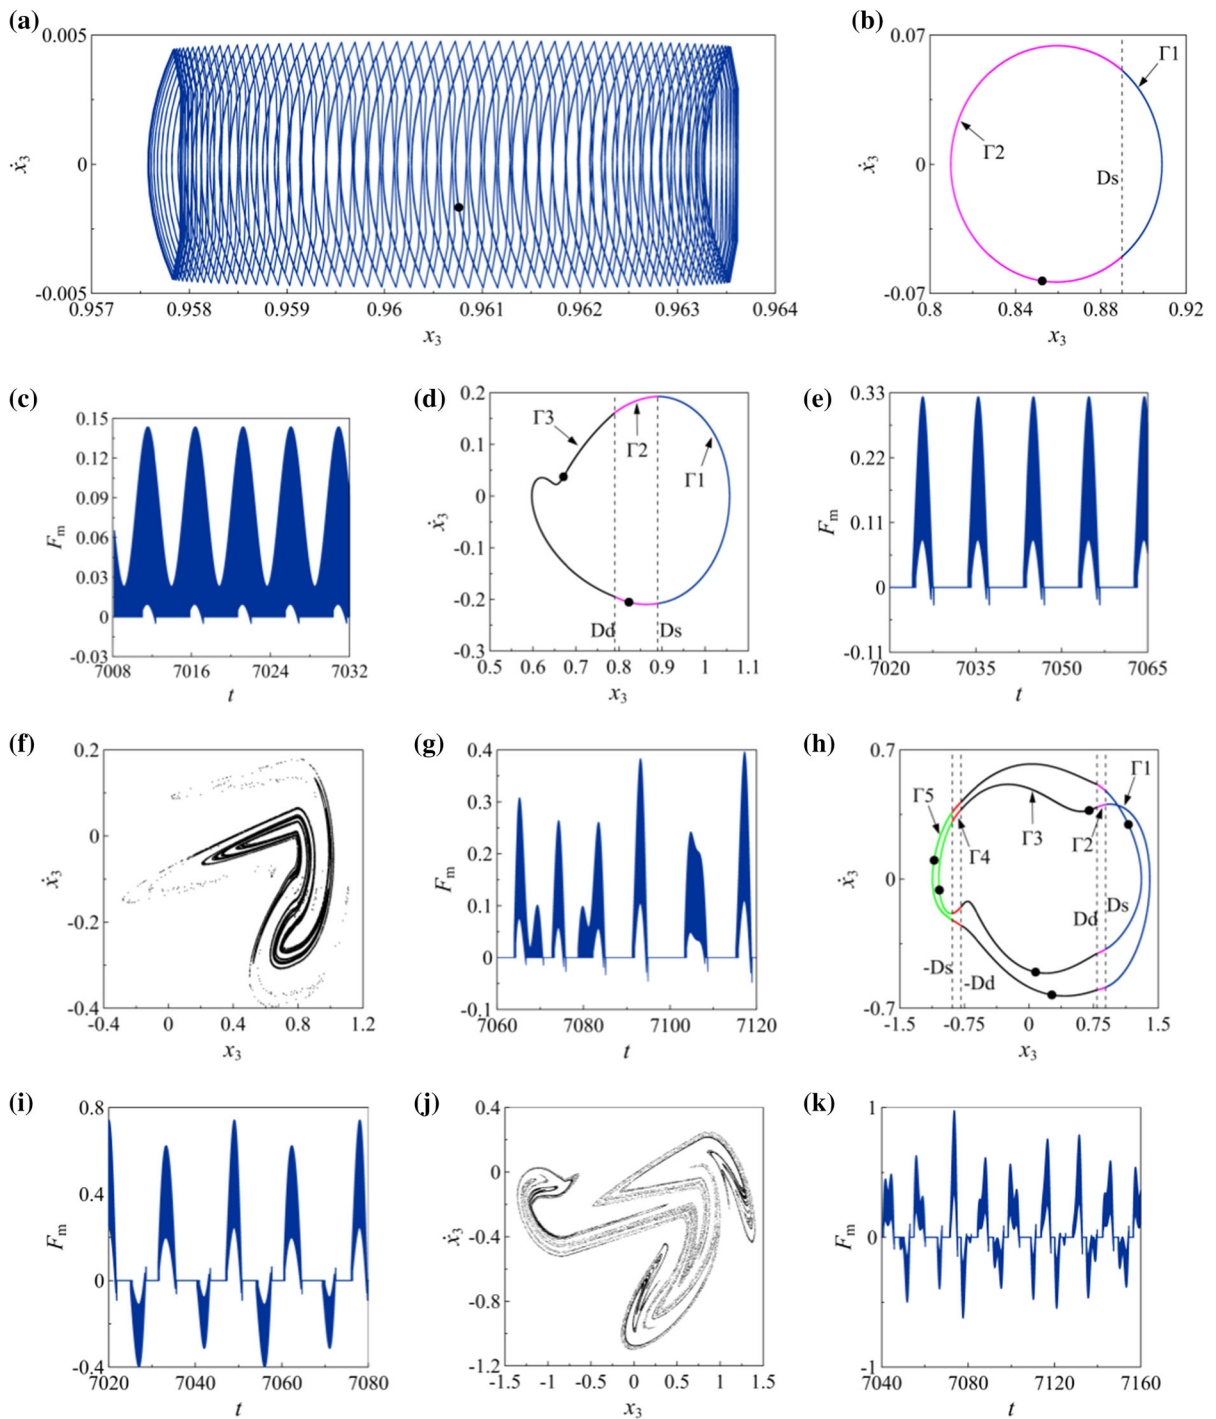 (a)
0.005
0
-0.005
ẋ3
0.957 0.958 0.959 0.96 0.961 0.962 0.963 0.964
x3
(b)
0.07
0
-0.07
ẋ3
Γ1
Γ2
Ds
0.8 0.84 0.88 0.92
x3
(c)
0.15
0.12
0.09
0.06
0.03
0
-0.03
Fm
7008 7016 7024 7032
t
(d)
0.2
0.1
0
-0.1
-0.2
-0.3
ẋ3
Γ3
Γ2
Γ1
Dd Ds
0.5 0.6 0.7 0.8 0.9 1 1.1
x3
(e)
0.33
0.22
0.11
0
-0.11
Fm
7020 7035 7050 7065
t
(f)
0.2
0
-0.2
-0.4
ẋ3
-0.4 0 0.4 0.8 1.2
x3
(g)
0.4
0.3
0.2
0.1
0
-0.1
Fm
7060 7080 7100 7120
t
(h)
0.7
0
-0.7
ẋ3
Γ5
Γ4
Γ3
Γ2
Γ1
Ds
Dd
-Ds
-Dd
-1.5 -0.75 0 0.75 1.5
x3
(i)
0.8
0.4
0
-0.4
Fm
7020 7040 7060 7080
t
(j)
0.4
0
-0.4
-0.8
-1.2
ẋ3
-1.5 -1 -0.5 0 0.5 1 1.5
x3
(k)
1
0
-1
Fm
7040 7080 7120 7160
t